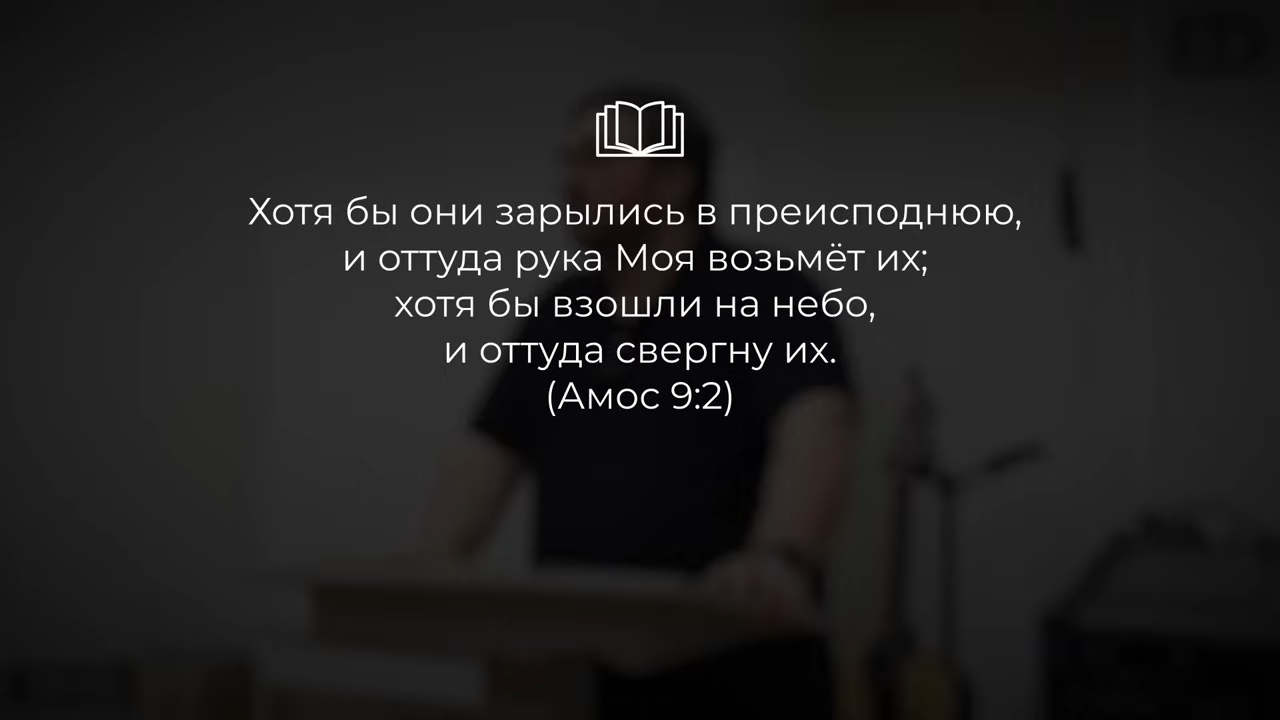 Хотя бы они зарылись в преисподнюю,
и оттуда рука Моя возьмёт их;
хотя бы взошли на небо,
и оттуда свергну их.
(Амос 9:2)